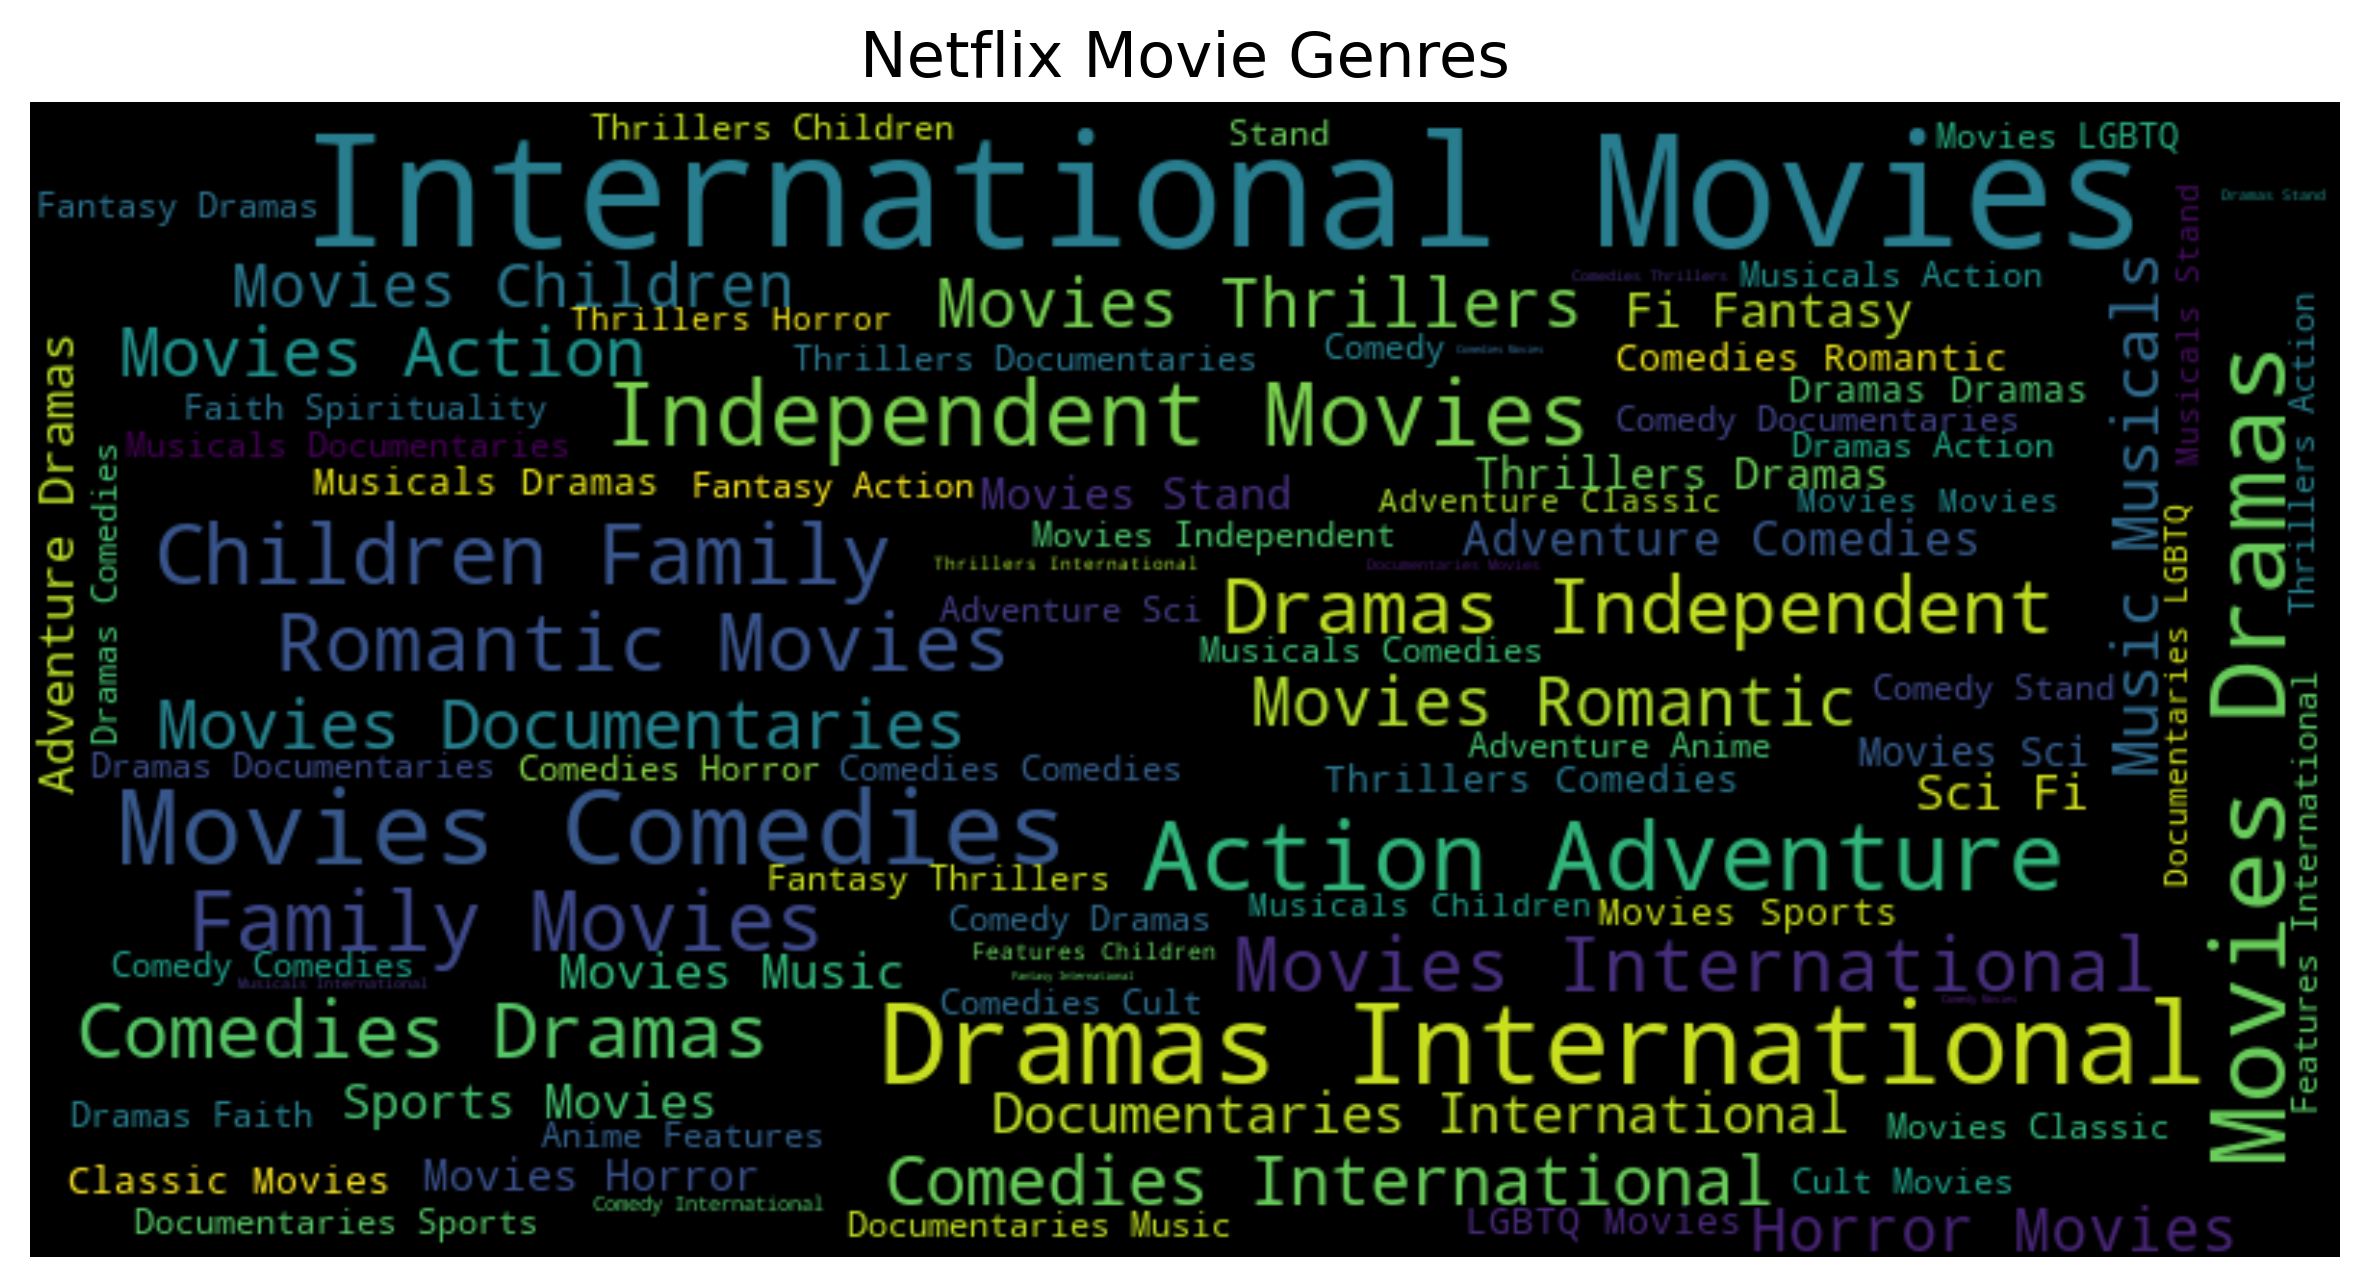 Netflix Movie Genres
Thrillers Children
Stand
Movies LGBTQ
International Movies
Fantasy Dramas
Dramas Stand
Musicals Stand
Movies Children
Movies Thrillers
Comedies Thrillers
Musicals Action
Fi Fantasy
Thrillers Horror
Movies Action
Thrillers Documentaries
Comedy
Comedies Movies
Comedies Romantic
Music Musicals
Thrillers Action
Movies Dramas
Adventure Dramas
Faith Spirituality
Independent Movies
Dramas Dramas
Comedy Documentaries
Musicals Documentaries
Dramas Action
Dramas Comedies
Musicals Dramas
Fantasy Action
Movies Stand
Thrillers Dramas
Adventure Classic
Movies Movies
Documentaries LGBTQ
Children Family
Movies Independent
Adventure Comedies
Thrillers International
Documentaries Movies
Adventure Sci
Dramas Independent
Romantic Movies
Musicals Comedies
Movies Romantic
Comedy Stand
Features International
Movies Documentaries
Adventure Anime
Movies Sci
Dramas Documentaries
Comedies Horror
Comedies Comedies
Thrillers Comedies
Sci Fi
Movies Comedies
Action Adventure
Fantasy Thrillers
Family Movies
Comedy Dramas
Musicals Children
Movies Sports
Features Children
Comedy Comedies
Musicals International
Movies Music
Fantasy International
Movies International
Comedies Cult
Comedy Movies
Comedies Dramas
Dramas International
Dramas Faith
Sports Movies
Anime Features
Documentaries International
Movies Classic
Classic Movies
Movies Horror
Comedy International
Comedies International
Cult Movies
Documentaries Sports
Documentaries Music
LGBTQ Movies
Horror Movies